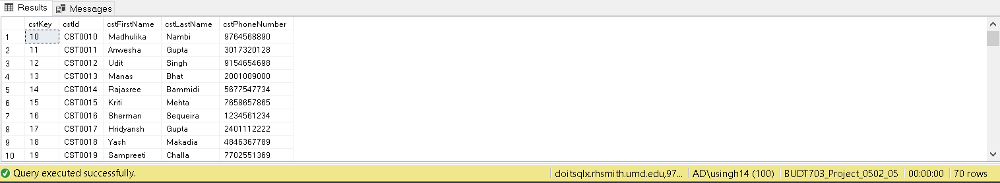 Results Messages
cstKey cstId cstFirstName cstLastName cstPhoneNumber
1 10 CST0010 Madhulika Nambi 9764568890
2 11 CST0011 Anwesha Gupta 3017320128
3 12 CST0012 Udit Singh 9154654698
4 13 CST0013 Manas Bhat 2001009000
5 14 CST0014 Rajasree Bammidi 5677547734
6 15 CST0015 Kriti Mehta 7658657865
7 16 CST0016 Sherman Sequeira 1234561234
8 17 CST0017 Hridyansh Gupta 2401112222
9 18 CST0018 Yash Makadia 4846367789
10 19 CST0019 Sampreeti Challa 7702551369
Query executed successfully. doitsqlx.rhsmith.umd.edu,97... AD\usingh14 (100) BUDT703_Project_0502_05 00:00:00 70 rows